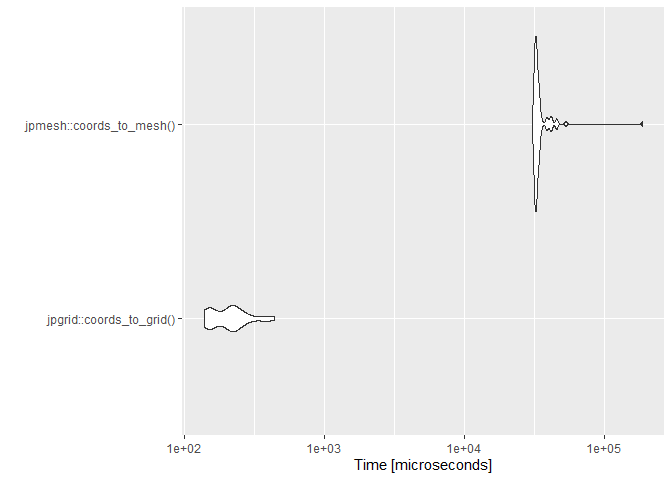 jpmesh::coords_to_mesh()
jpgrid::coords_to_grid()
1e+02 1e+03 1e+04 1e+05
Time [microseconds]